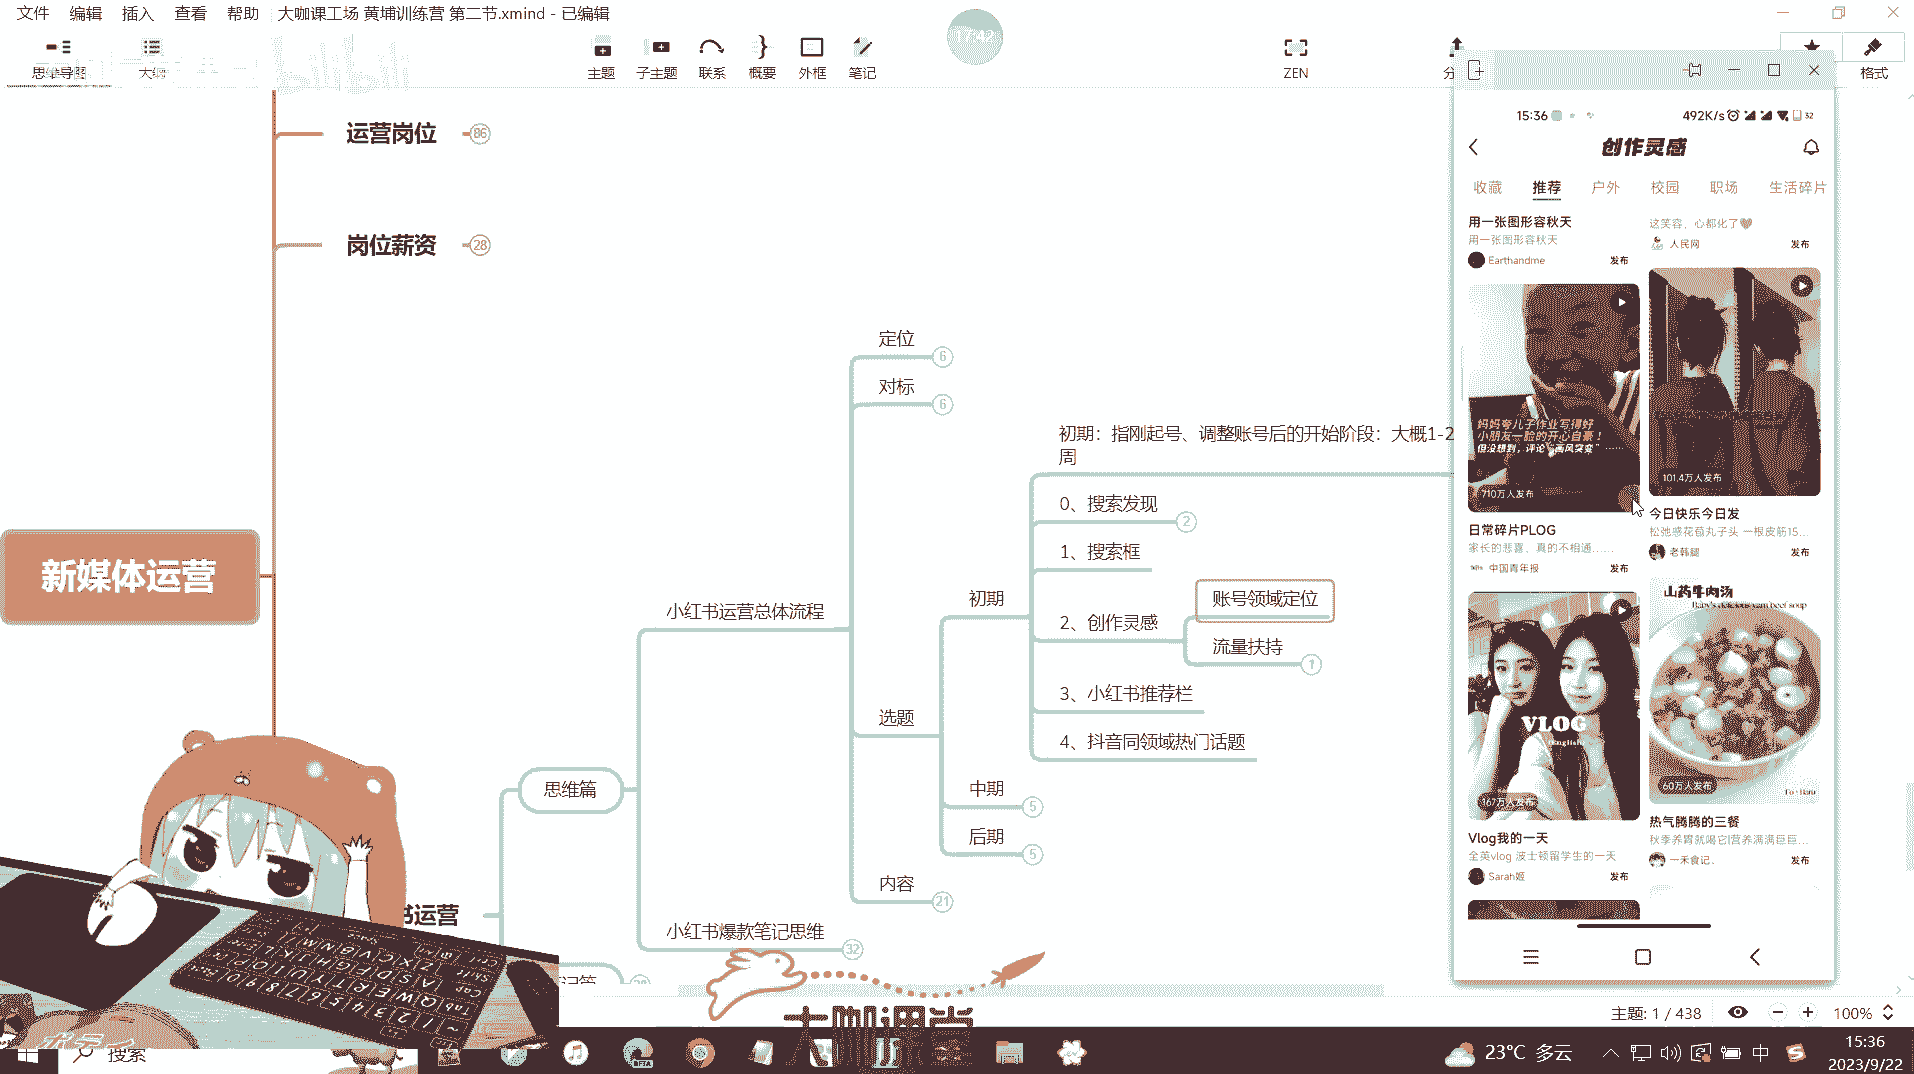 文件 编辑 插入 查看 帮助 大咖课工场 黄埔训练营 第二节.xmind - 已编辑
17:42
思维导图 大纲 主题 子主题 联系 概要 外框 笔记 ZEN 格式
bilibili
运营岗位 86
岗位薪资 28
新媒体运营
思维篇
小红书运营总体流程
小红书爆款笔记思维 32
定位 6
对标 6
选题
内容 21
初期
中期 5
后期 5
初期：指刚起号、调整账号后的开始阶段：大概1-2
周
0、搜索发现 2
1、搜索框
2、创作灵感
账号领域定位
流量扶持 1
3、小红书推荐栏
4、抖音同领域热门话题
书运营
大咖课堂
15:36 492K/s 32
创作灵感
收藏 推荐 户外 校园 职场 生活碎片
用一张图形容秋天
用一张图形容秋天
Earthandme 发布
这笑容，心都化了
人民网 发布
妈妈夸儿子作业写得好
小朋友一脸的开心自豪！
但没想到，评论“画风突变”……
710万人发布
日常碎片PLOG
家长的悲喜，真的不相通……
中国青年报 发布
101.4万人发布
今日快乐今日发
松弛感花苞丸子头 一根皮筋15...
老韩腿 发布
VLOG
167万人发布
Vlog我的一天
全英vlog 波士顿留学生的一天
Sarah姬 发布
山药牛肉汤
60万人发布
热气腾腾的三餐
秋季养胃就喝它!营养满满巨巨...
一禾食记. 发布
主题: 1 / 438 100%
搜索
23°C 多云 中 15:36
2023/9/22